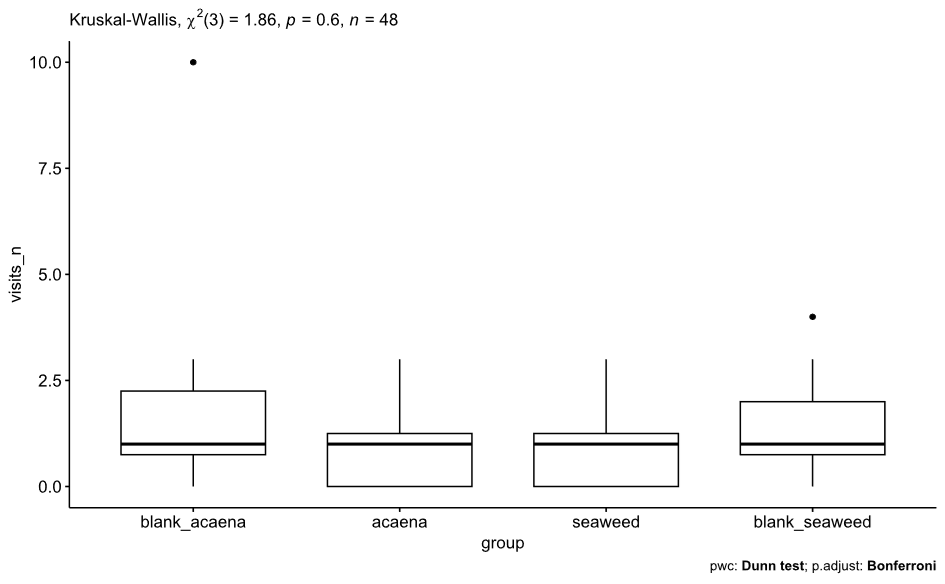 Kruskal-Wallis, χ²(3) = 1.86, p = 0.6, n = 48
10.0
7.5
5.0
2.5
0.0
visits_n
blank_acaena acaena seaweed blank_seaweed
group
pwc: Dunn test; p.adjust: Bonferroni